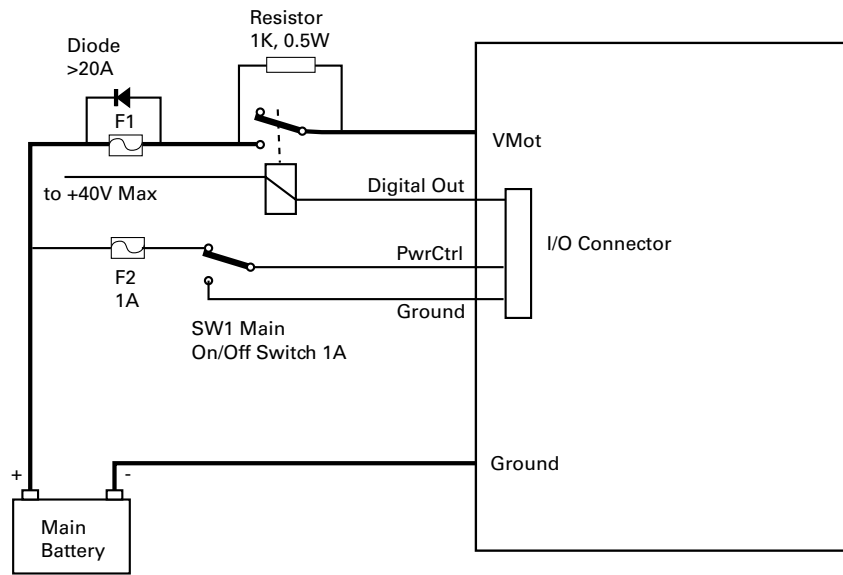 Resistor
1K, 0.5W
Diode
>20A
F1
VMot
to +40V Max
Digital Out
I/O Connector
PwrCtrl
F2
1A
Ground
SW1 Main
On/Off Switch 1A
Ground
+
-
Main
Battery